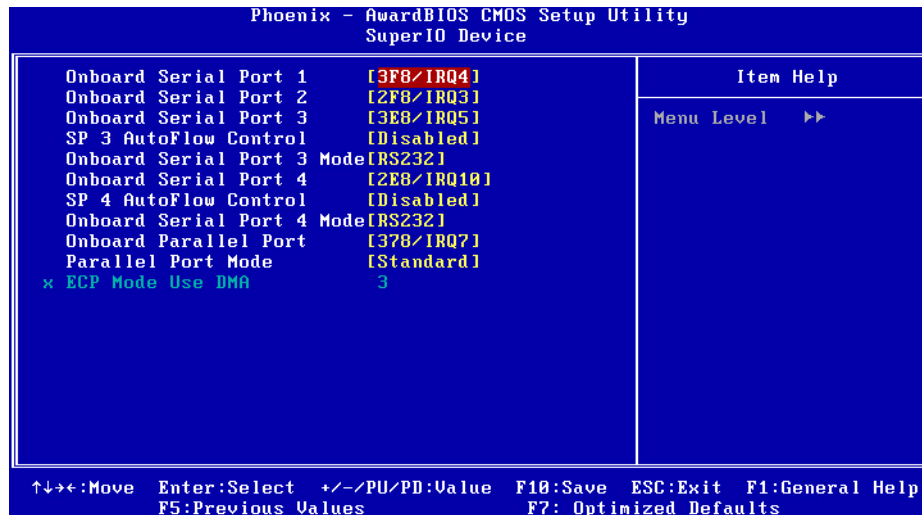 Phoenix - AwardBIOS CMOS Setup Utility
SuperIO Device
Onboard Serial Port 1 [3F8/IRQ4]
Onboard Serial Port 2 [2F8/IRQ3]
Onboard Serial Port 3 [3E8/IRQ5]
SP 3 AutoFlow Control [Disabled]
Onboard Serial Port 3 Mode[RS232]
Onboard Serial Port 4 [2E8/IRQ10]
SP 4 AutoFlow Control [Disabled]
Onboard Serial Port 4 Mode[RS232]
Onboard Parallel Port [378/IRQ7]
Parallel Port Mode [Standard]
x ECP Mode Use DMA 3
Item Help
Menu Level ▶▶
↑↓→←:Move Enter:Select +/-/PU/PD:Value F10:Save ESC:Exit F1:General Help
F5:Previous Values F7: Optimized Defaults